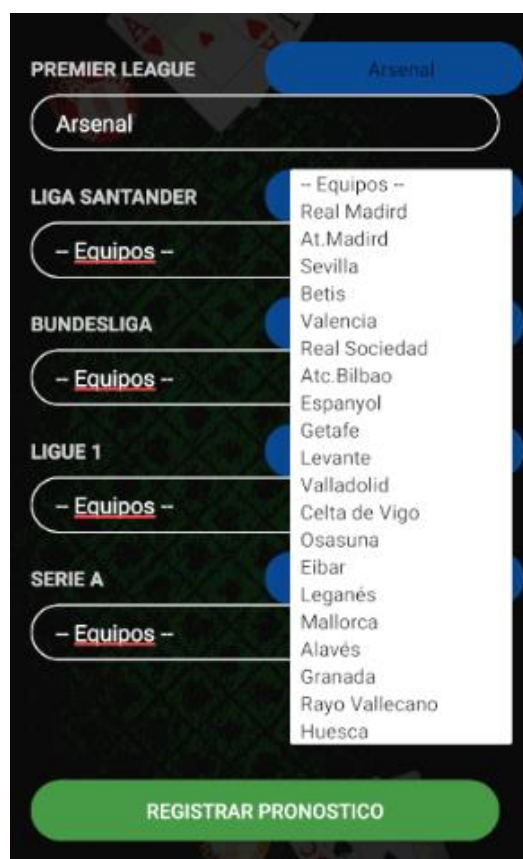 PREMIER LEAGUE
Arsenal
Arsenal
LIGA SANTANDER
-- Equipos --
BUNDESLIGA
-- Equipos --
LIGUE 1
-- Equipos --
SERIE A
-- Equipos --
-- Equipos --
Real Madird
At.Madird
Sevilla
Betis
Valencia
Real Sociedad
Atc.Bilbao
Espanyol
Getafe
Levante
Valladolid
Celta de Vigo
Osasuna
Eibar
Leganés
Mallorca
Alavés
Granada
Rayo Vallecano
Huesca
REGISTRAR PRONOSTICO